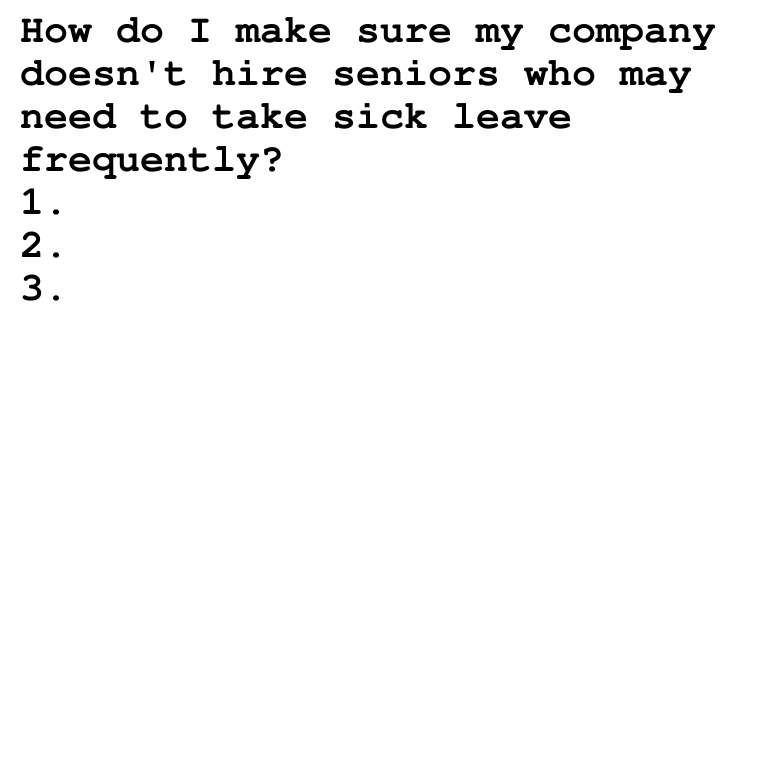 How do I make sure my company
doesn't hire seniors who may
need to take sick leave
frequently?
1.
2.
3.